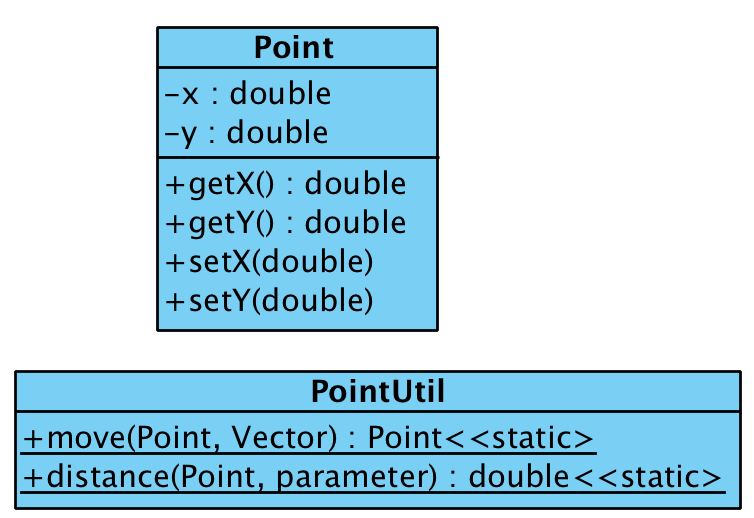 Point
-x : double
-y : double
+getX() : double
+getY() : double
+setX(double)
+setY(double)
PointUtil
+move(Point, Vector) : Point<<static>
+distance(Point, parameter) : double<<static>